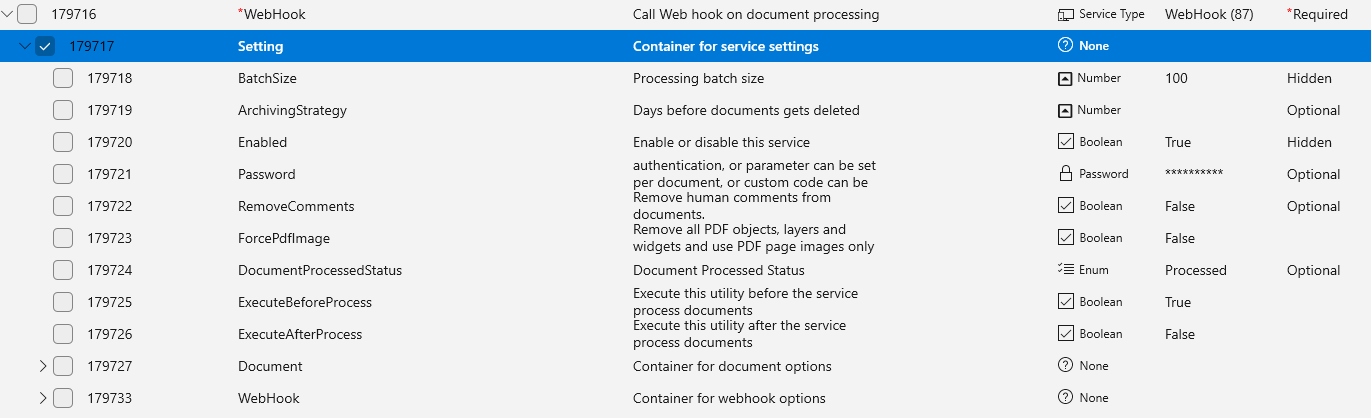 179716 *WebHook Call Web hook on document processing Service Type WebHook (87) *Required
179717 Setting Container for service settings None
179718 BatchSize Processing batch size Number 100 Hidden
179719 ArchivingStrategy Days before documents gets deleted Number Optional
179720 Enabled Enable or disable this service Boolean True Hidden
authentication, or parameter can be set
179721 Password per document, or custom code can be Password ********** Optional
Remove human comments from
179722 RemoveComments documents. Boolean False Optional
Remove all PDF objects, layers and
179723 ForcePdfImage widgets and use PDF page images only Boolean False
179724 DocumentProcessedStatus Document Processed Status Enum Processed Optional
Execute this utility before the service
179725 ExecuteBeforeProcess process documents Boolean True
Execute this utility after the service
179726 ExecuteAfterProcess process documents Boolean False
179727 Document Container for document options None
179733 WebHook Container for webhook options None